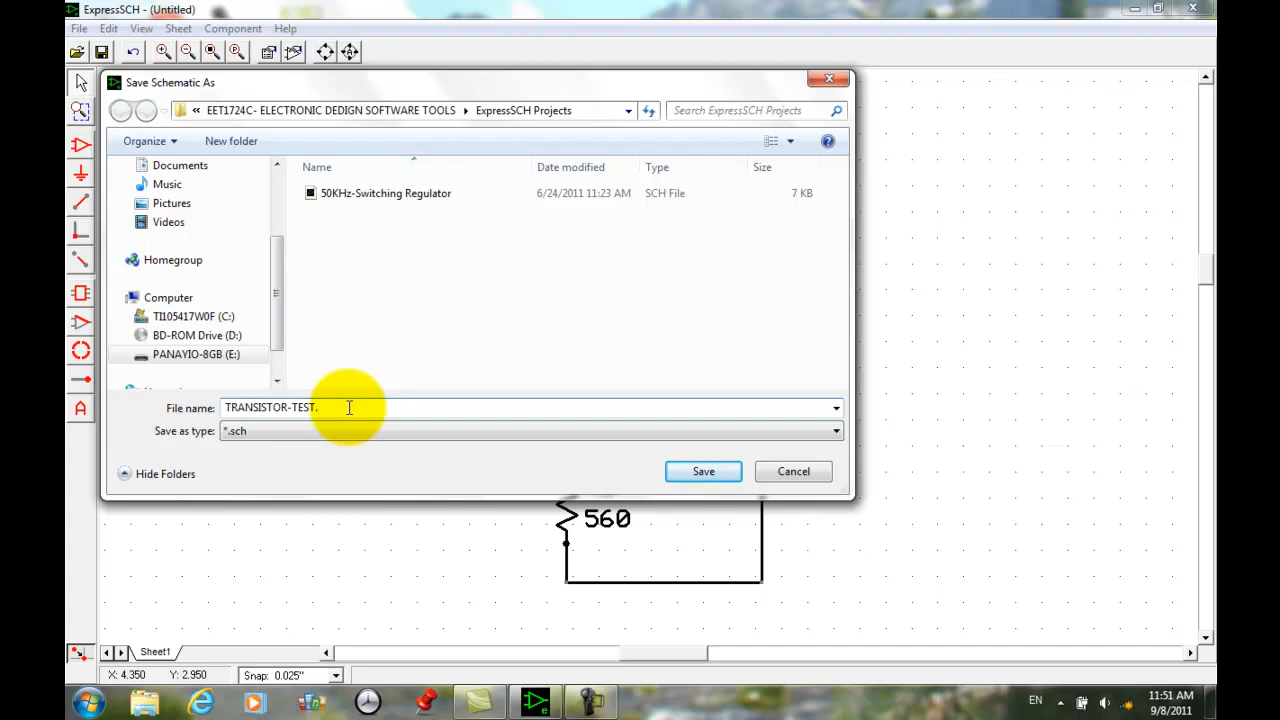 ExpressSCH - (Untitled)
File Edit View Sheet Component Help
Save Schematic As
« EET1724C- ELECTRONIC DEDIGN SOFTWARE TOOLS ExpressSCH Projects
Search ExpressSCH Projects
Organize New folder
Name Date modified Type Size
50KHz-Switching Regulator 6/24/2011 11:23 AM SCH File 7 KB
Documents
Music
Pictures
Videos
Homegroup
Computer
TI105417W0F (C:)
BD-ROM Drive (D:)
PANAYIO-8GB (E:)
File name: TRANSISTOR-TEST.
Save as type: *.sch
Hide Folders
Save Cancel
560
A
Sheet1
X: 4.350 Y: 2.950 Snap: 0.025"
EN
11:51 AM
9/8/2011